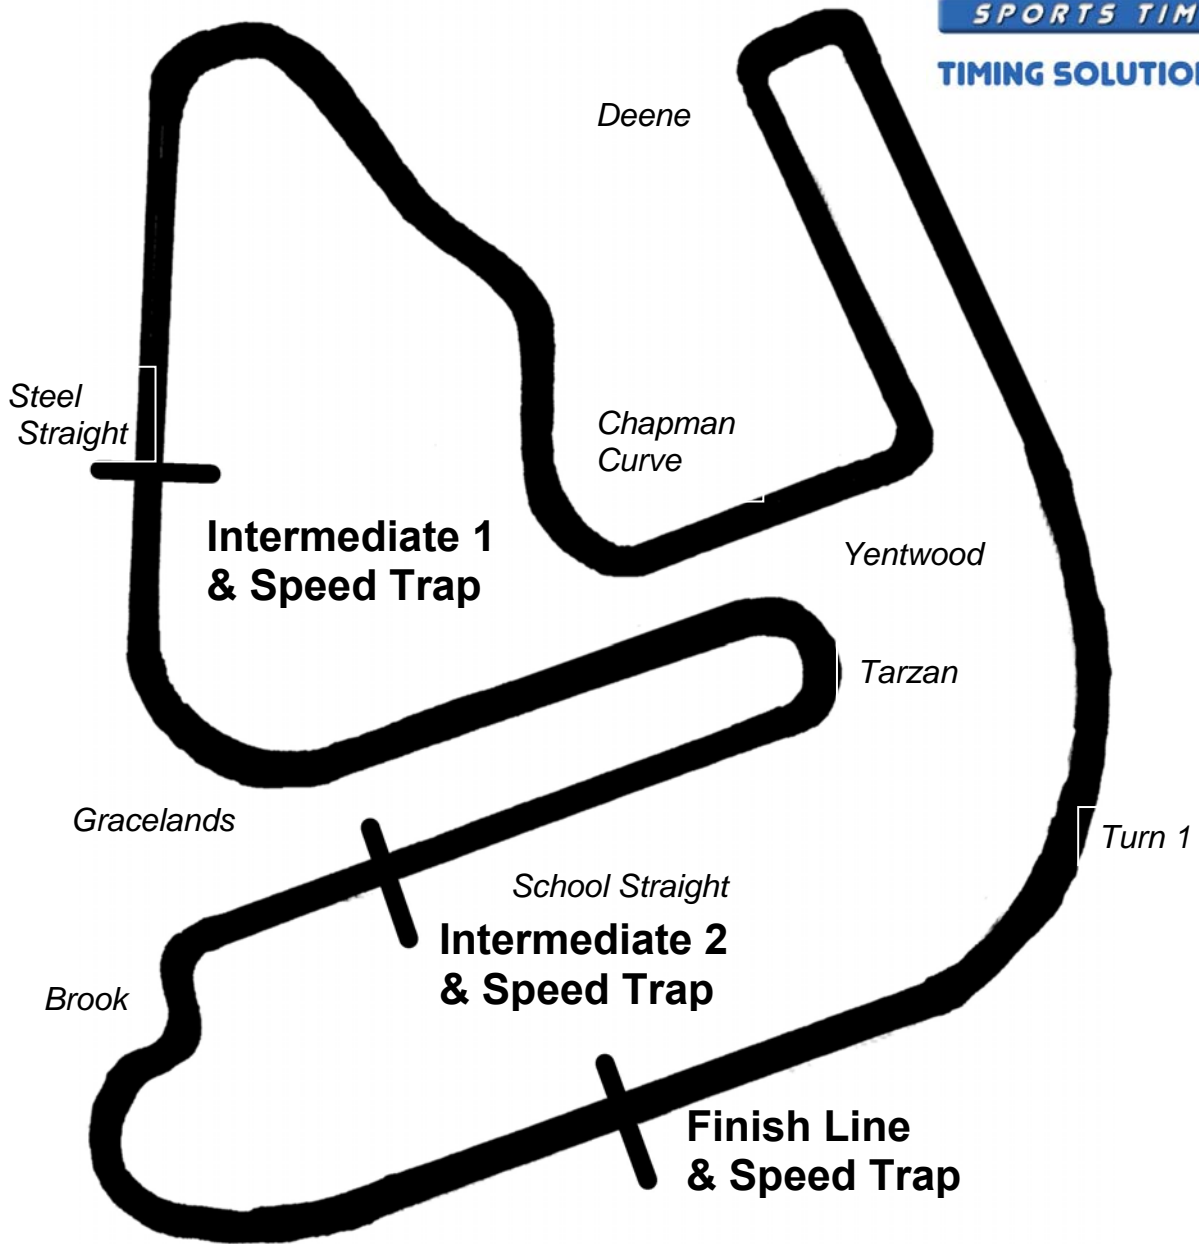 SPORTS TIM
TIMING SOLUTION
Deene
Steel
Straight
Chapman
Curve
Intermediate 1
& Speed Trap
Yentwood
Tarzan
Gracelands
Turn 1
School Straight
Intermediate 2
& Speed Trap
Brook
Finish Line
& Speed Trap